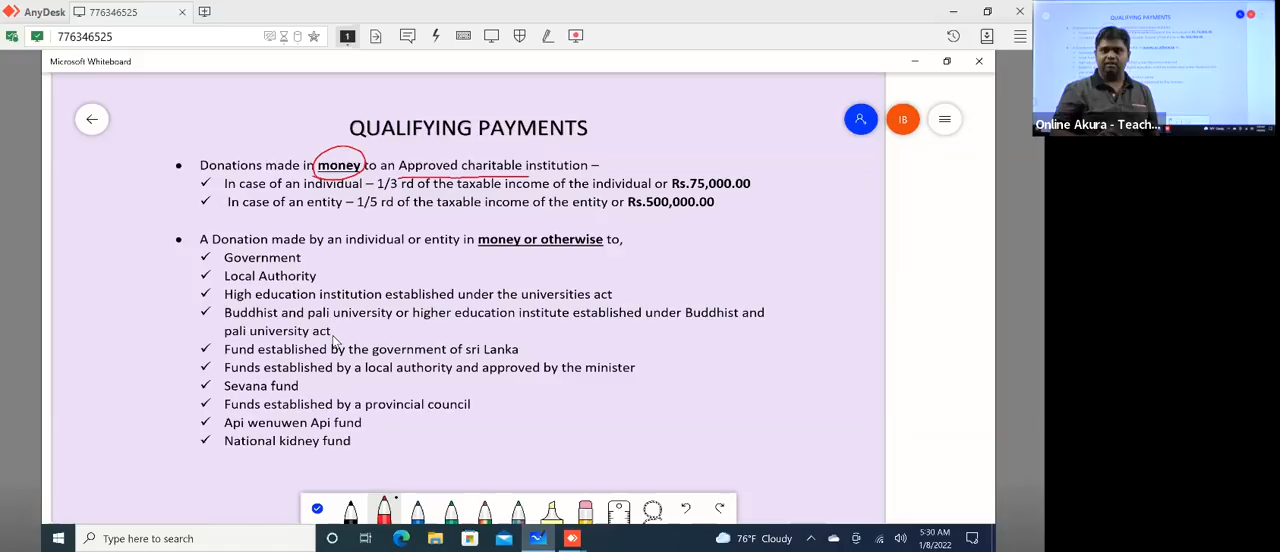 AnyDesk
776346525
776346525
1
Microsoft Whiteboard
QUALIFYING PAYMENTS
IB
• Donations made in money to an Approved charitable institution –
✓ In case of an individual – 1/3 rd of the taxable income of the individual or Rs.75,000.00
✓ In case of an entity – 1/5 rd of the taxable income of the entity or Rs.500,000.00
• A Donation made by an individual or entity in money or otherwise to,
✓ Government
✓ Local Authority
✓ High education institution established under the universities act
✓ Buddhist and pali university or higher education institute established under Buddhist and
pali university act
✓ Fund established by the government of sri Lanka
✓ Funds established by a local authority and approved by the minister
✓ Sevana fund
✓ Funds established by a provincial council
✓ Api wenuwen Api fund
✓ National kidney fund
Type here to search
76°F Cloudy
5:30 AM
1/8/2022
QUALIFYING PAYMENTS
Online Akura - Teach...